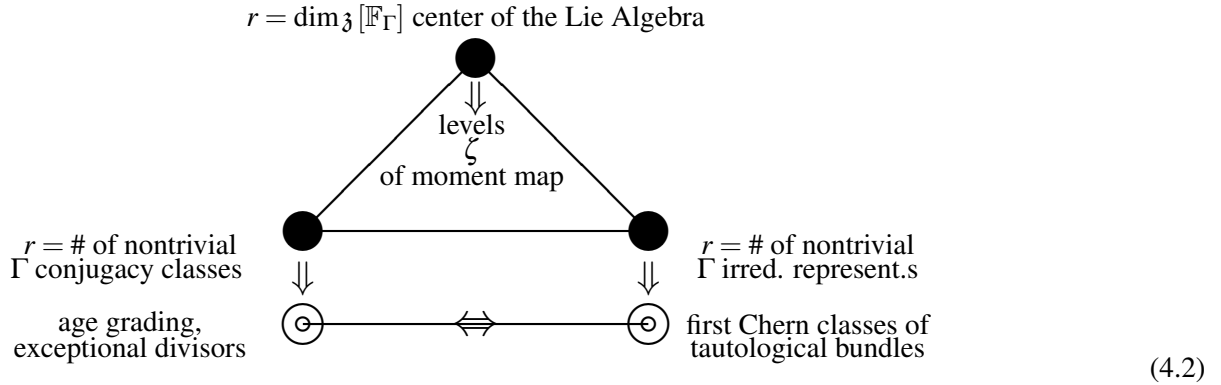 r = dim 𝔷 [𝔽_Γ] center of the Lie Algebra
⇓
levels
ζ
of moment map
r = # of nontrivial
Γ conjugacy classes
r = # of nontrivial
Γ irred. represent.s
⇓
⇓
age grading,
exceptional divisors
⇔
first Chern classes of
tautological bundles
(4.2)